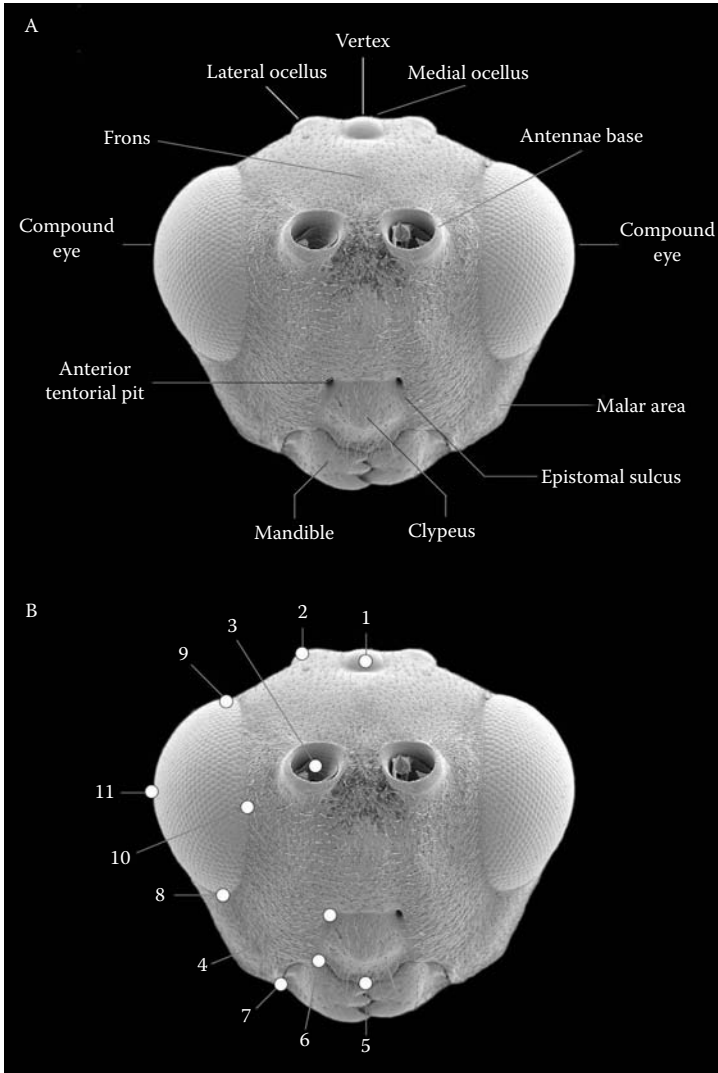 A
Vertex
Lateral ocellus
Medial ocellus
Frons
Antennae base
Compound
eye
Compound
eye
Anterior
tentorial pit
Malar area
Epistomal sulcus
Mandible
Clypeus
B
2
1
3
9
11
10
8
4
7
6
5